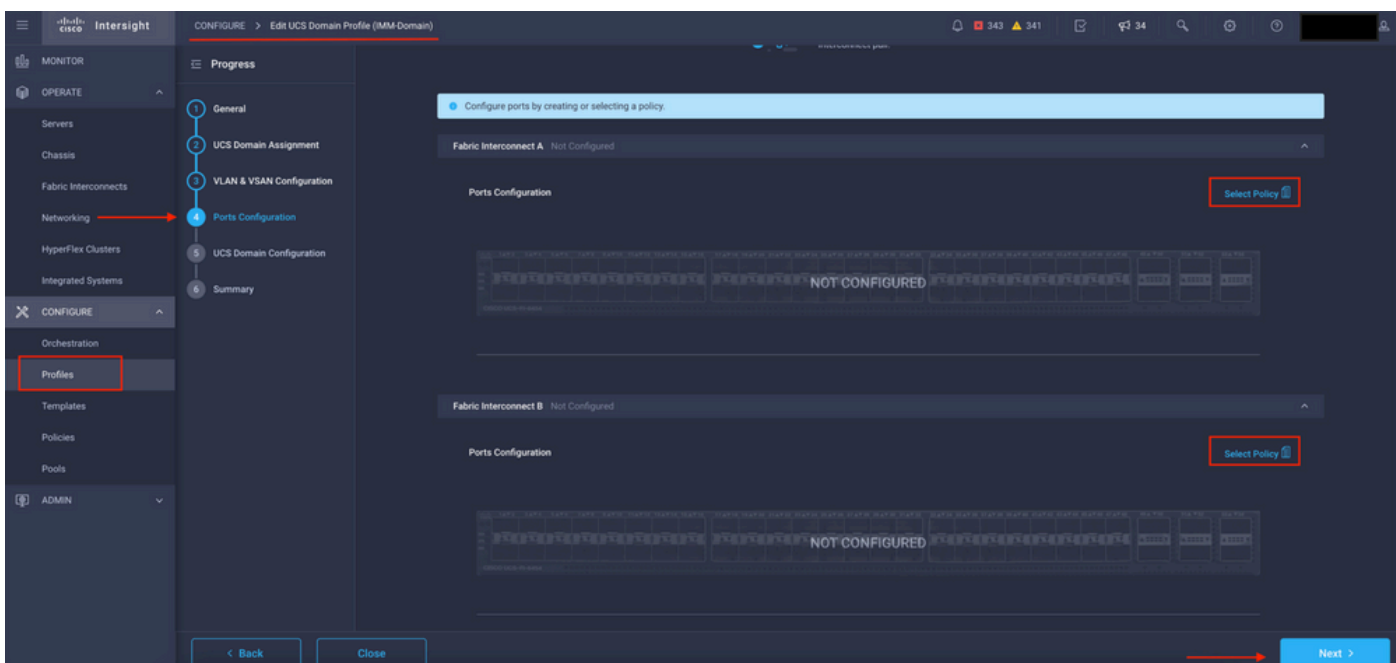 cisco Intersight
CONFIGURE > Edit UCS Domain Profile (IMM-Domain)
343 341
34
MONITOR
OPERATE
Servers
Chassis
Fabric Interconnects
Networking
HyperFlex Clusters
Integrated Systems
CONFIGURE
Orchestration
Profiles
Templates
Policies
Pools
ADMIN
Progress
1 General
2 UCS Domain Assignment
3 VLAN & VSAN Configuration
4 Ports Configuration
5 UCS Domain Configuration
6 Summary
Interconnect pair.
Configure ports by creating or selecting a policy.
Fabric Interconnect A Not Configured
Ports Configuration
Select Policy
NOT CONFIGURED
Fabric Interconnect B Not Configured
Ports Configuration
Select Policy
NOT CONFIGURED
< Back
Close
Next >